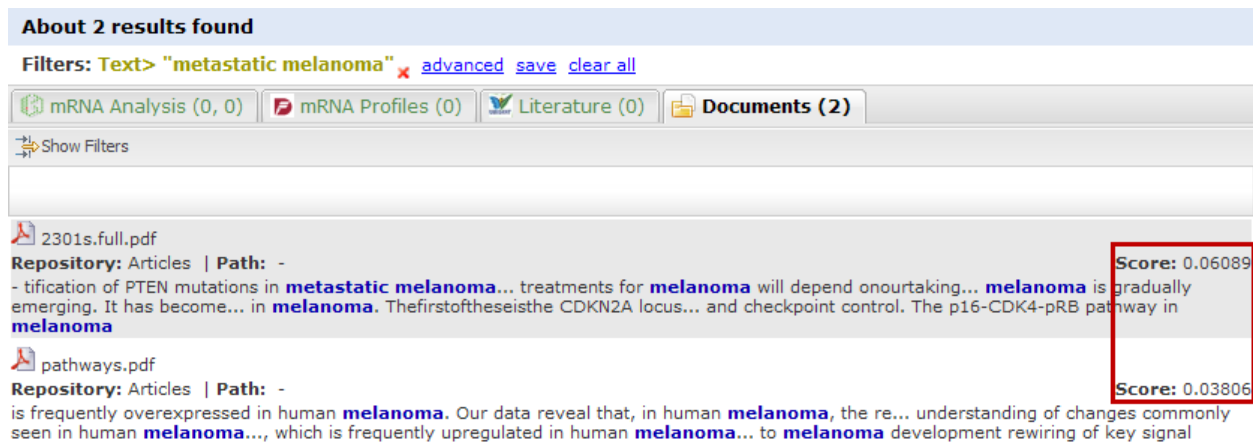 About 2 results found
Filters: Text> "metastatic melanoma" advanced save clear all
mRNA Analysis (0, 0) mRNA Profiles (0) Literature (0) Documents (2)
Show Filters
2301s.full.pdf
Repository: Articles | Path: - Score: 0.06089
- tification of PTEN mutations in metastatic melanoma... treatments for melanoma will depend onourtaking... melanoma is gradually
emerging. It has become... in melanoma. Thefirstoftheseisthe CDKN2A locus... and checkpoint control. The p16-CDK4-pRB pathway in
melanoma
pathways.pdf
Repository: Articles | Path: - Score: 0.03806
is frequently overexpressed in human melanoma. Our data reveal that, in human melanoma, the re... understanding of changes commonly
seen in human melanoma..., which is frequently upregulated in human melanoma... to melanoma development rewiring of key signal